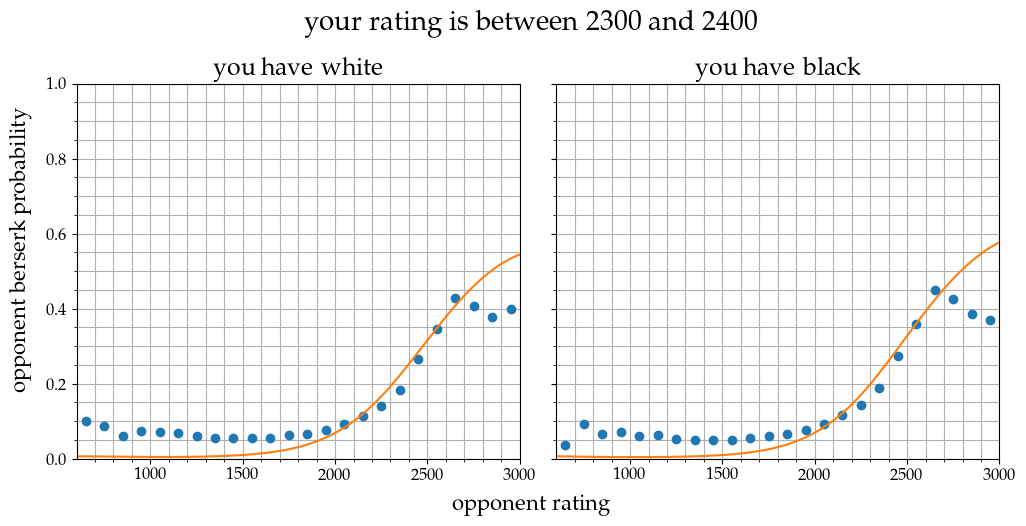 your rating is between 2300 and 2400
you have white
you have black
opponent berserk probability
1.0
0.8
0.6
0.4
0.2
0.0
1000 1500 2000 2500 3000
1000 1500 2000 2500 3000
opponent rating